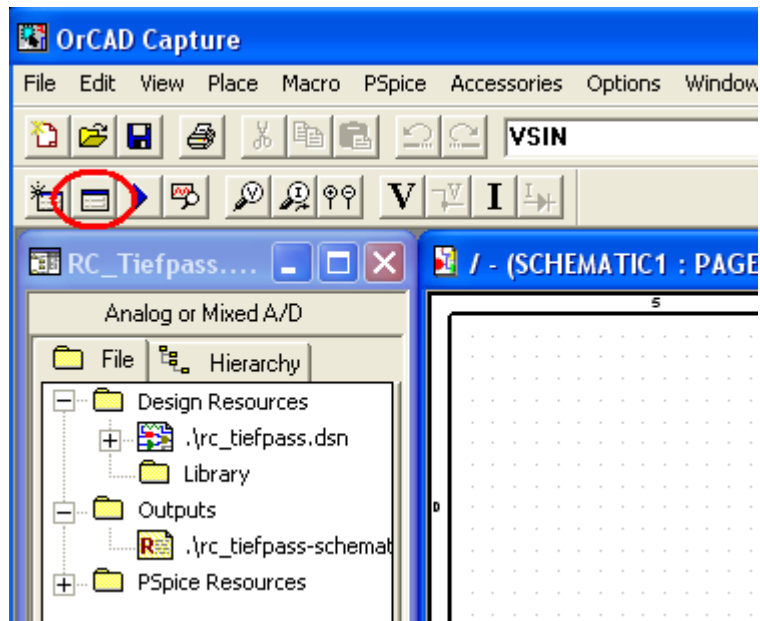 OrCAD Capture
File Edit View Place Macro PSpice Accessories Options Window
VSIN
V V I I
V V I I
RC_Tiefpass.... / - (SCHEMATIC1 : PAGE
Analog or Mixed A/D
5
File Hierarchy
Design Resources
.\rc_tiefpass.dsn
Library
D
Outputs
R .\rc_tiefpass-schemat
PSpice Resources